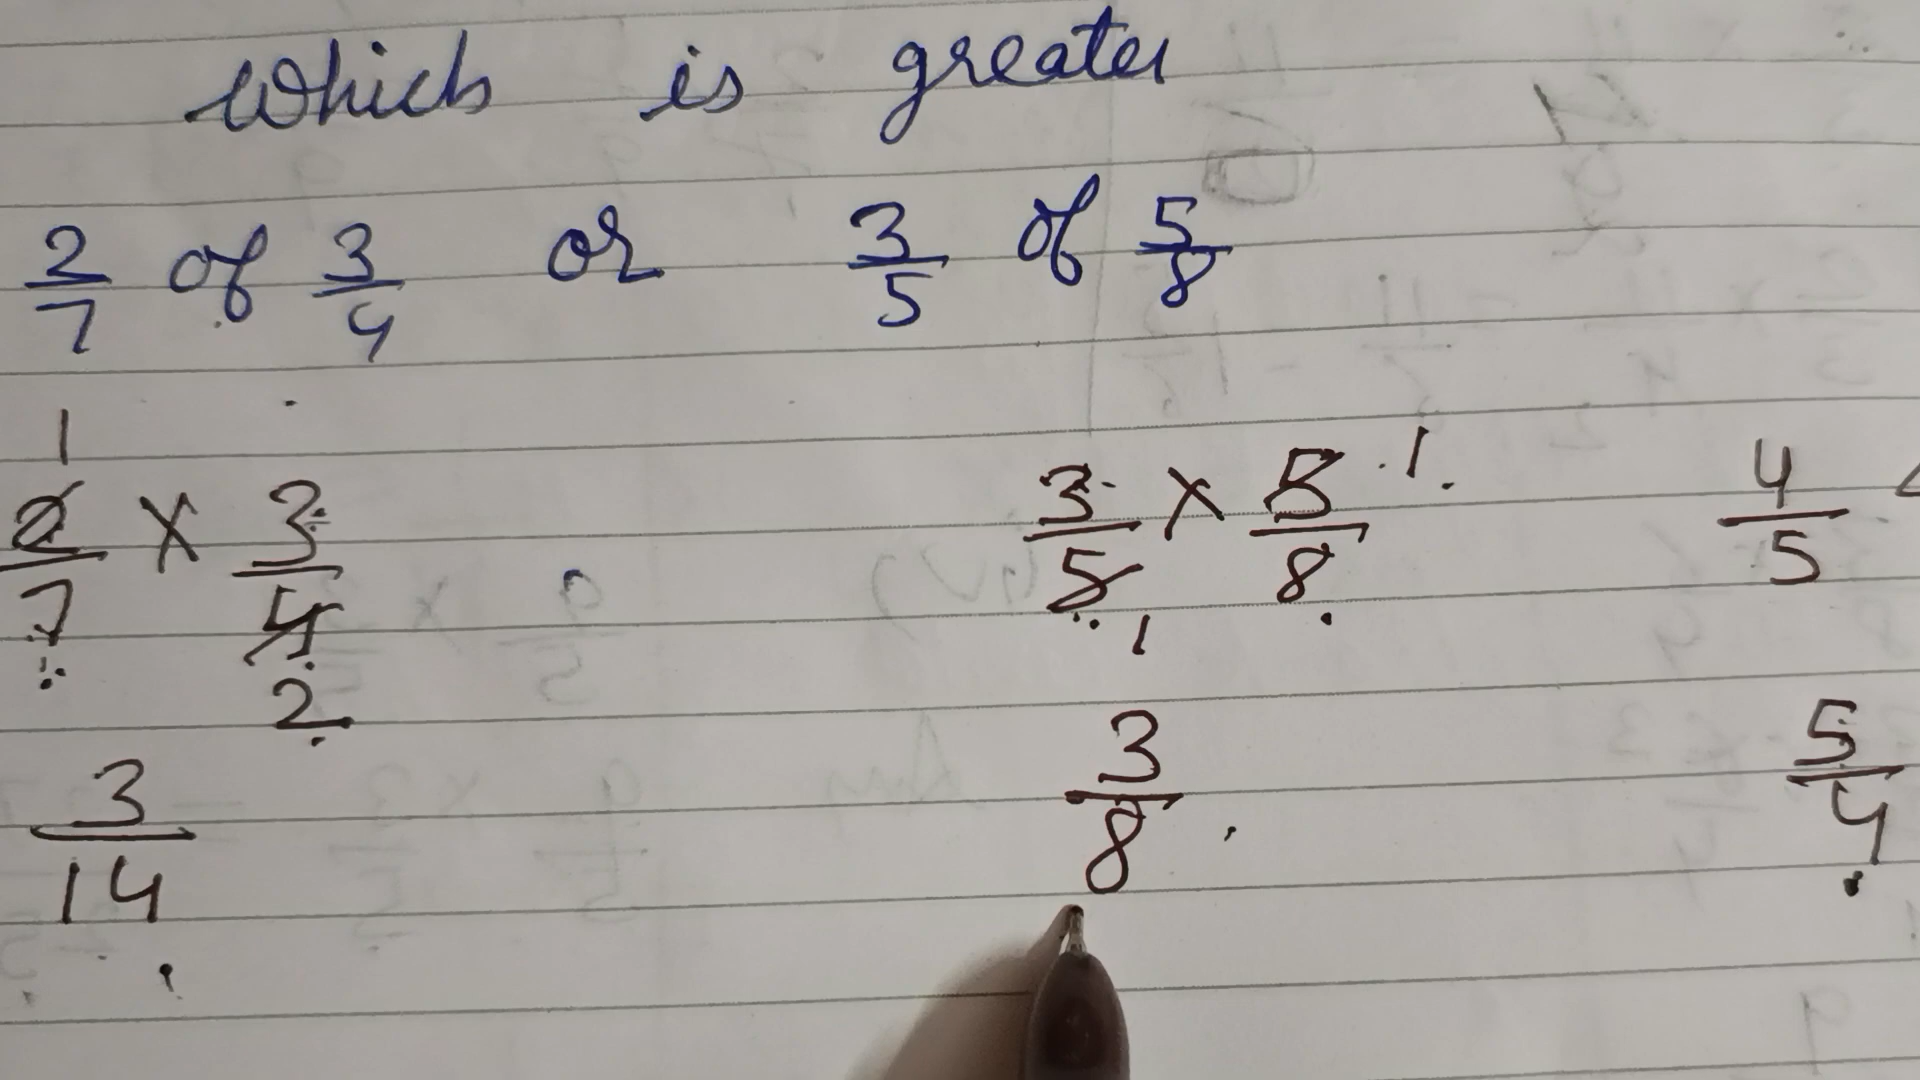 Which is greater
2/7 of 3/4 or 3/5 of 5/8
1
2/7 × 3/4 3/5 × 5/8 1. 4/5
2 1
3/14 3/8 5/4